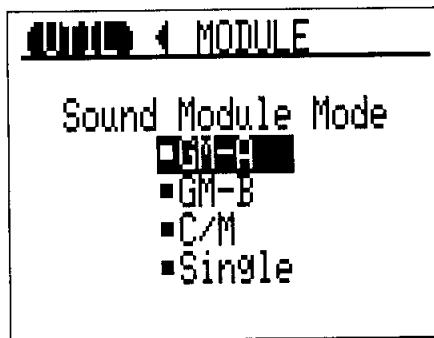 UTIL MODULE
Sound Module Mode
GM-A
GM-B
C/M
Single